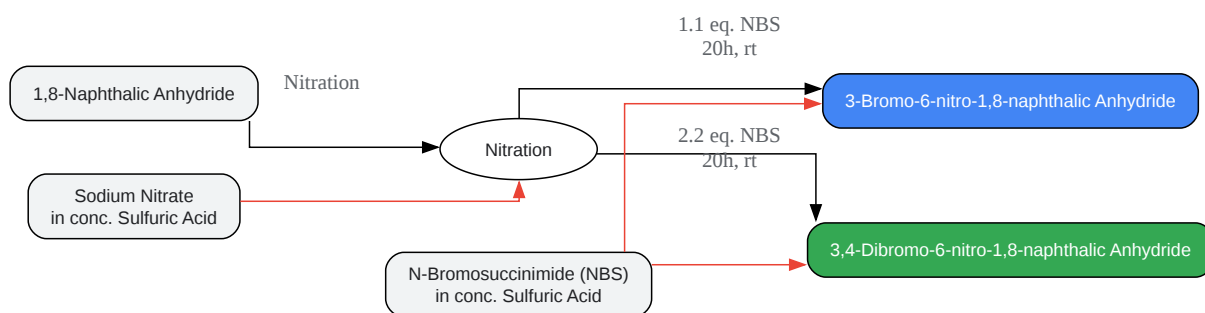 1.1 eq. NBS
20h, rt
1,8-Naphthalic Anhydride
Nitration
3-Bromo-6-nitro-1,8-naphthalic Anhydride
Nitration
2.2 eq. NBS
20h, rt
Sodium Nitrate
in conc. Sulfuric Acid
3,4-Dibromo-6-nitro-1,8-naphthalic Anhydride
N-Bromosuccinimide (NBS)
in conc. Sulfuric Acid